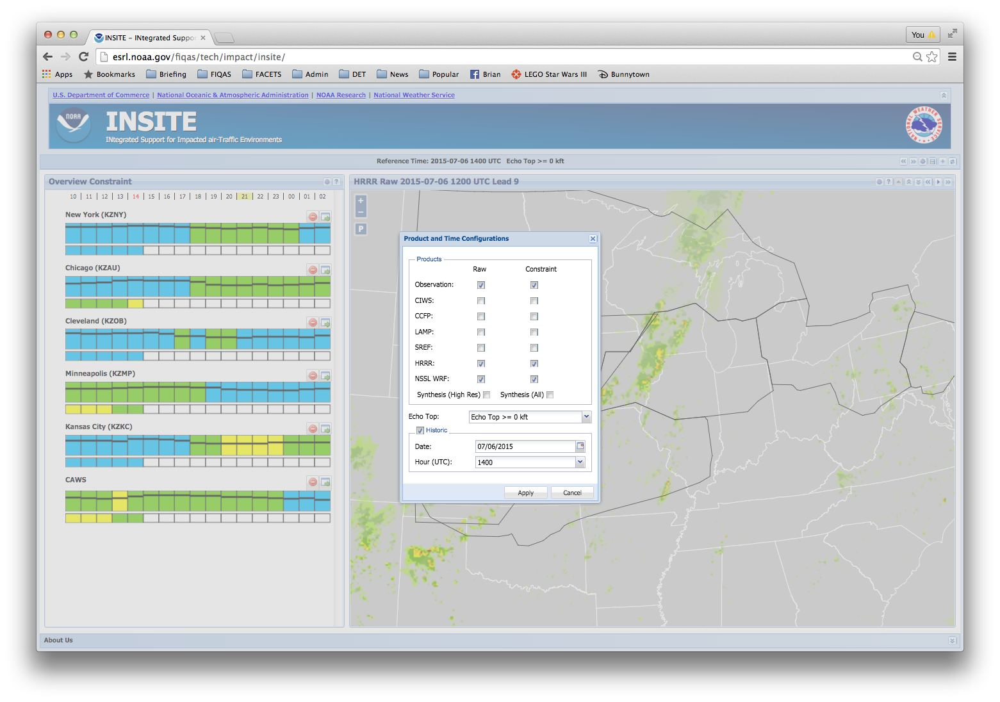 INSITE - INtegrated Suppo
You
esrl.noaa.gov/fiqas/tech/impact/insite/
Apps Bookmarks Briefing FIQAS FACETS Admin DET News Popular Brian LEGO Star Wars III Bunnytown
U.S. Department of Commerce | National Oceanic & Atmospheric Administration | NOAA Research | National Weather Service
NOAA
INSITE
INtegrated Support for Impacted air-Traffic Environments
NATIONAL WEATHER SERVICE
Reference Time: 2015-07-06 1400 UTC Echo Top >= 0 kft
Overview Constraint
10 | 11 | 12 | 13 | 14 | 15 | 16 | 17 | 18 | 19 | 20 | 21 | 22 | 23 | 00 | 01 | 02
New York (KZNY)
Chicago (KZAU)
Cleveland (KZOB)
Minneapolis (KZMP)
Kansas City (KZKC)
CAWS
HRRR Raw 2015-07-06 1200 UTC Lead 9
+
−
P
Product and Time Configurations
Products
Raw Constraint
Observation:
CIWS:
CCFP:
LAMP:
SREF:
HRRR:
NSSL WRF:
Synthesis (High Res) Synthesis (All)
Echo Top: Echo Top >= 0 kft
Historic
Date: 07/06/2015
Hour (UTC): 1400
Apply Cancel
About Us